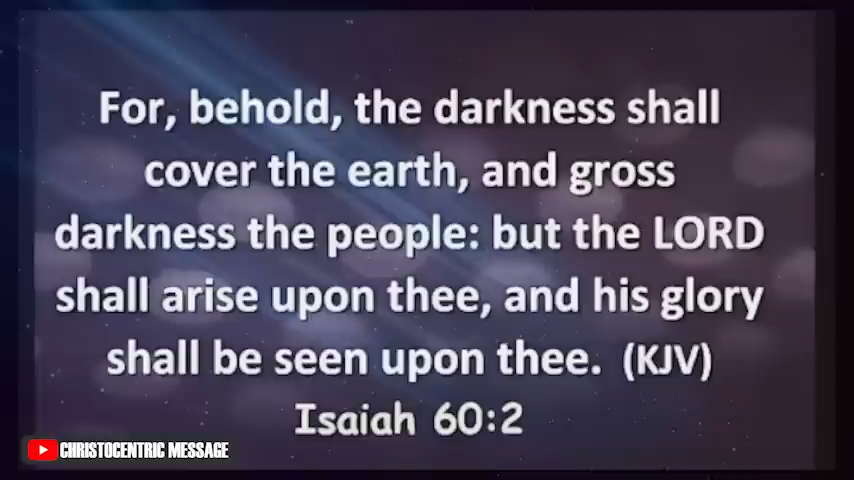 For, behold, the darkness shall
cover the earth, and gross
darkness the people: but the LORD
shall arise upon thee, and his glory
shall be seen upon thee. (KJV)
Isaiah 60:2
CHRISTOCENTRIC MESSAGE